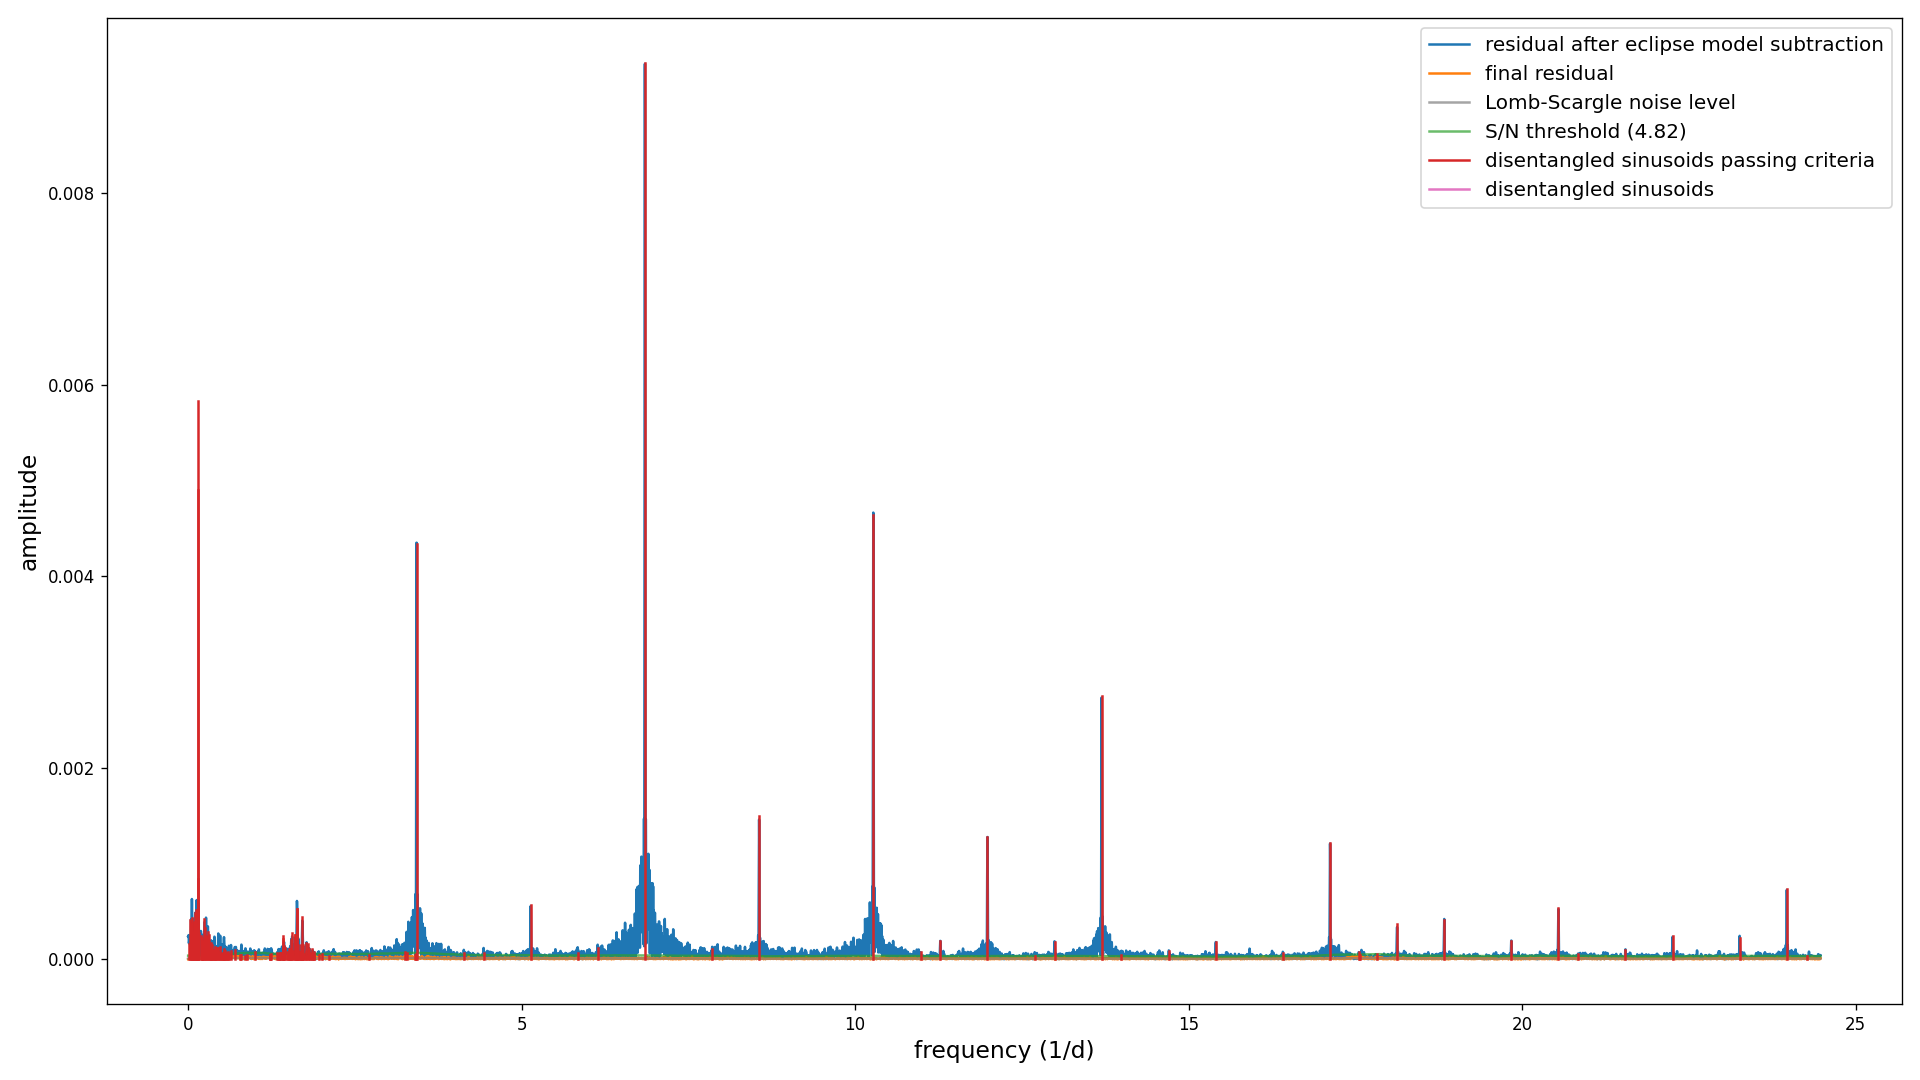 residual after eclipse model subtraction
final residual
Lomb-Scargle noise level
S/N threshold (4.82)
disentangled sinusoids passing criteria
disentangled sinusoids
0.008
0.006
0.004
0.002
0.000
amplitude
0 5 10 15 20 25
frequency (1/d)